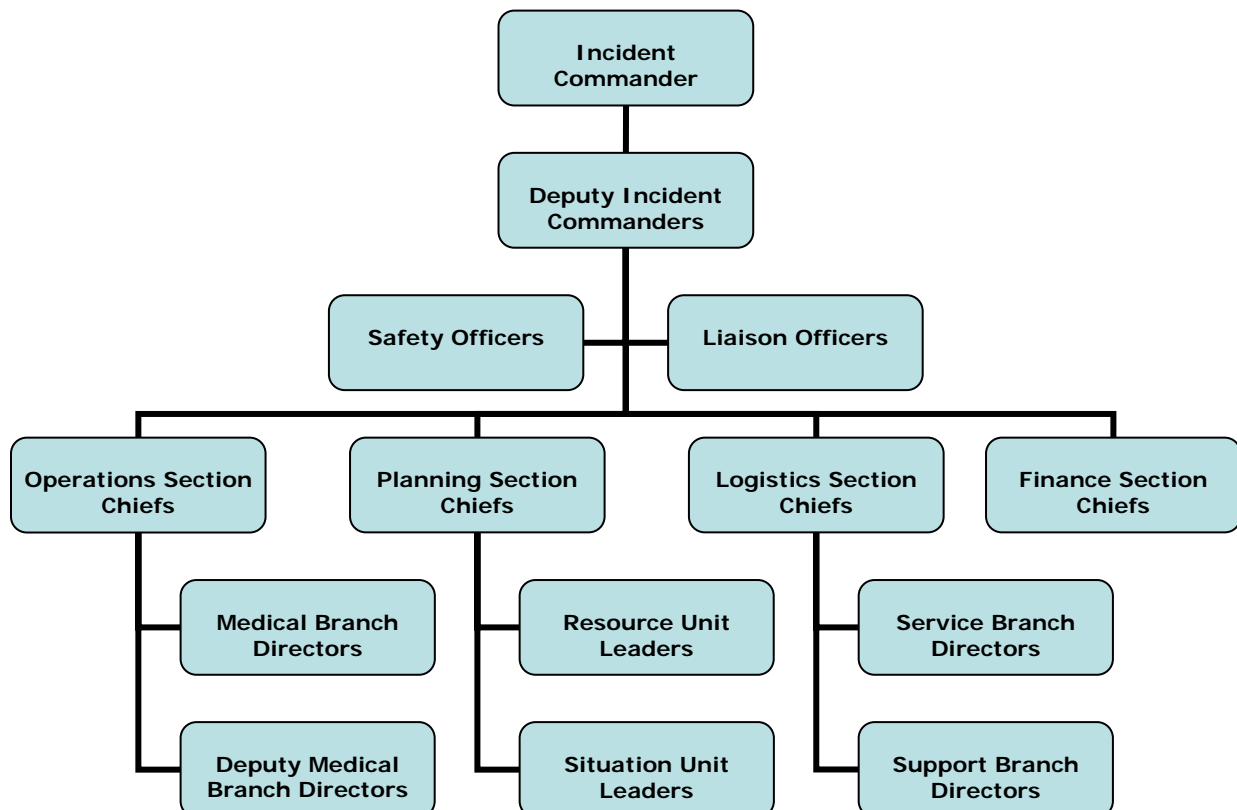 Incident
Commander
Deputy Incident
Commanders
Safety Officers
Liaison Officers
Operations Section
Chiefs
Planning Section
Chiefs
Logistics Section
Chiefs
Finance Section
Chiefs
Medical Branch
Directors
Resource Unit
Leaders
Service Branch
Directors
Deputy Medical
Branch Directors
Situation Unit
Leaders
Support Branch
Directors